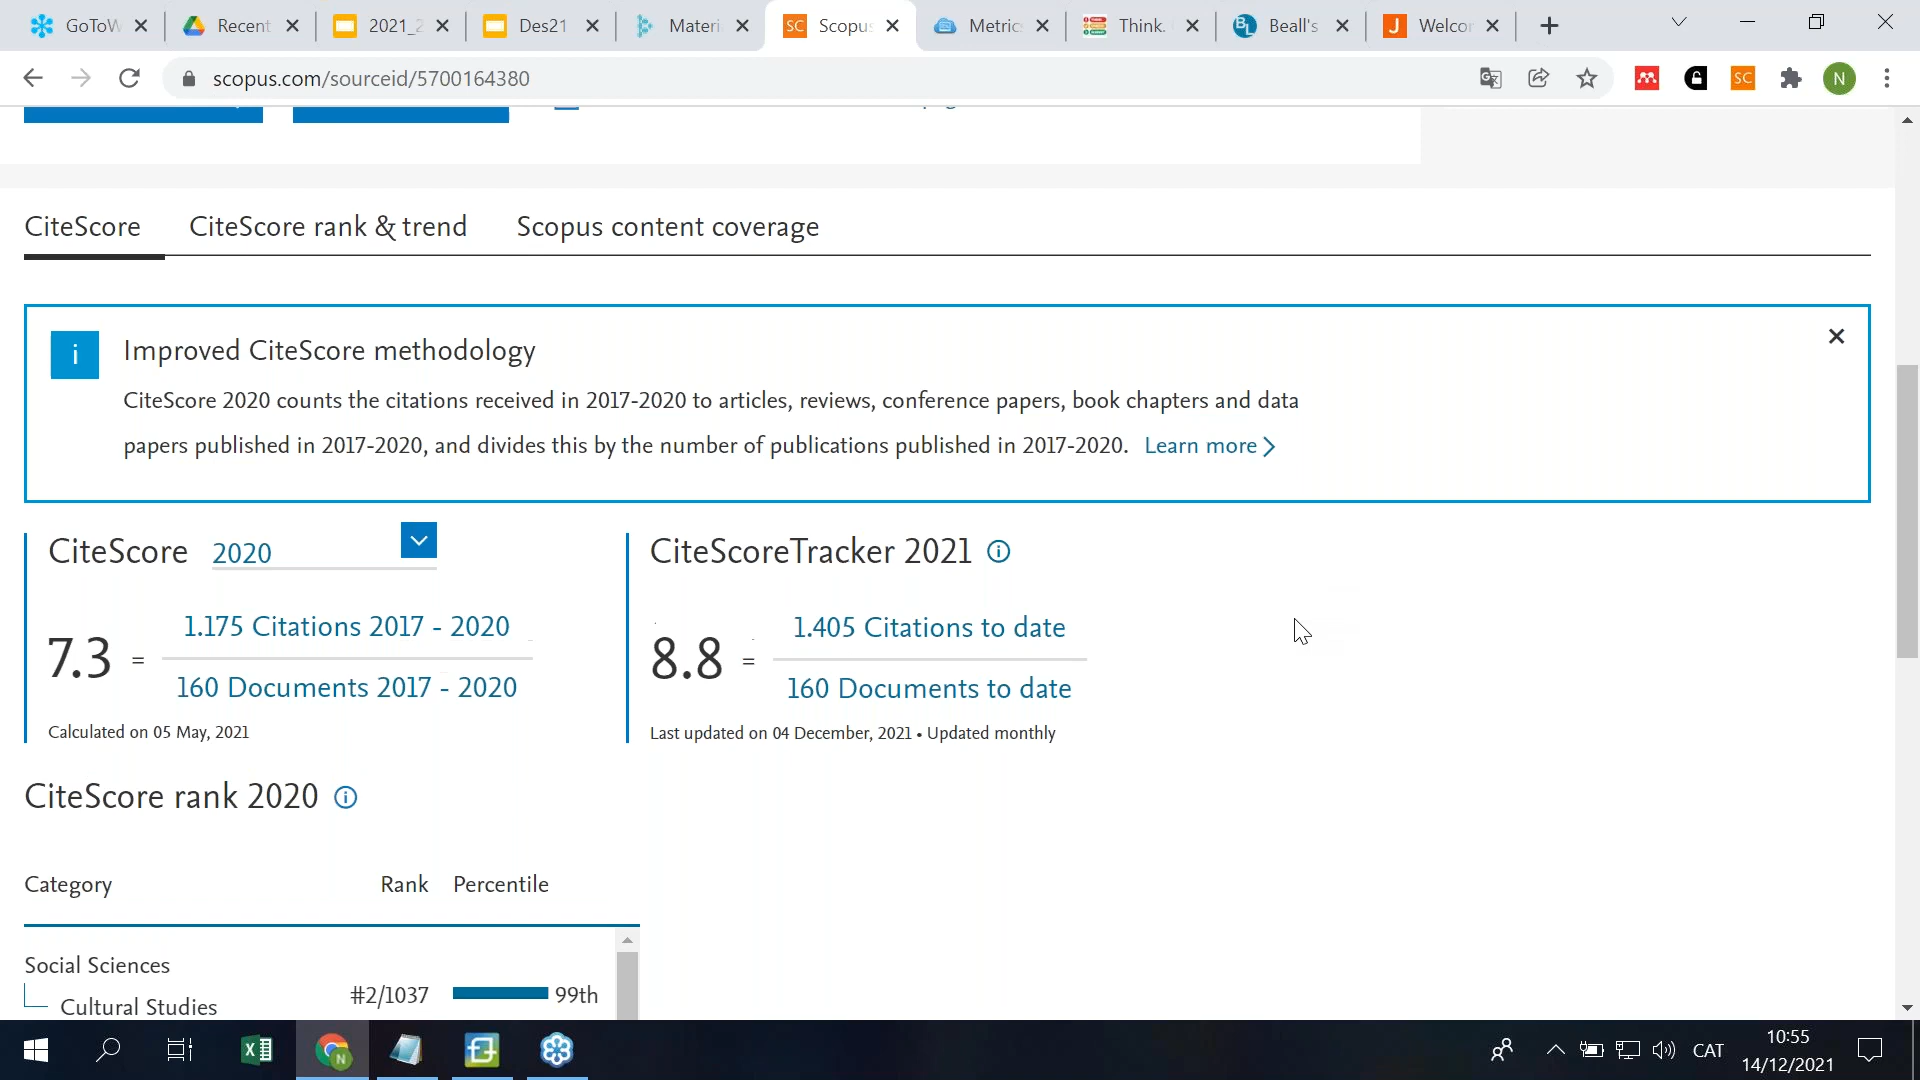 GoToW
Recent
2021_2
Des21
Materi
Scopus
Metric
Think.
Beall's
Welcor
scopus.com/sourceid/5700164380
SC
N
CiteScore CiteScore rank & trend Scopus content coverage
i Improved CiteScore methodology
CiteScore 2020 counts the citations received in 2017-2020 to articles, reviews, conference papers, book chapters and data
papers published in 2017-2020, and divides this by the number of publications published in 2017-2020. Learn more
CiteScore 2020
7.3 = 1.175 Citations 2017 - 2020
160 Documents 2017 - 2020
Calculated on 05 May, 2021
CiteScoreTracker 2021
8.8 = 1.405 Citations to date
160 Documents to date
Last updated on 04 December, 2021 • Updated monthly
CiteScore rank 2020
Category Rank Percentile
Social Sciences
Cultural Studies #2/1037 99th
CAT
10:55
14/12/2021